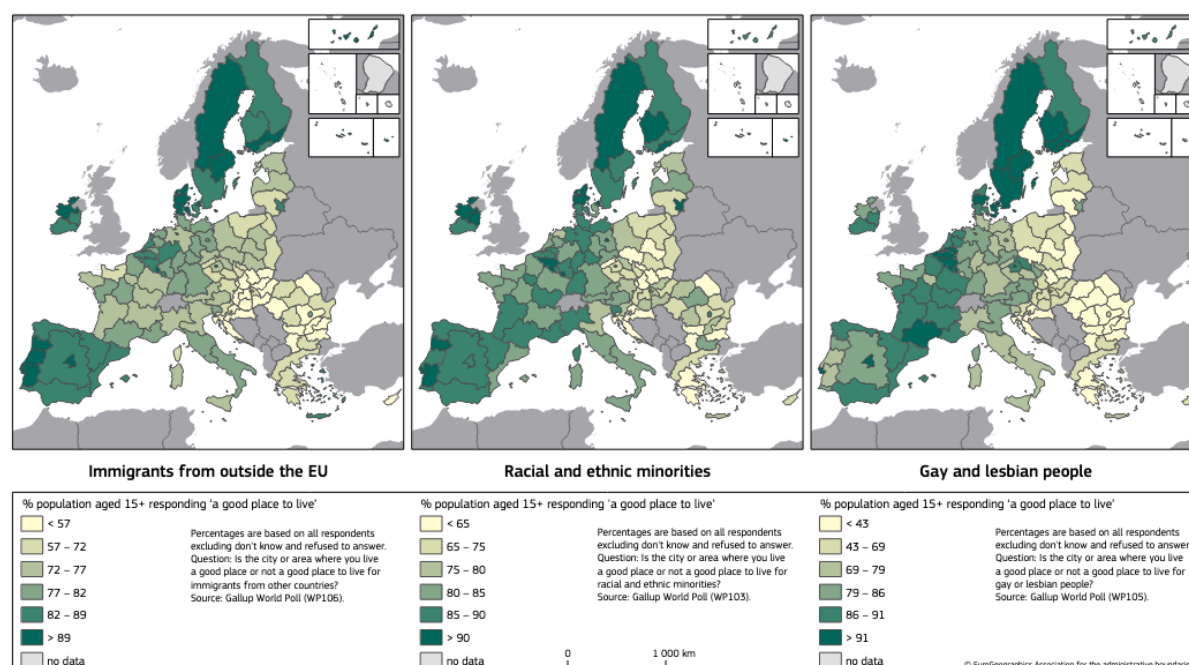 Immigrants from outside the EU
Racial and ethnic minorities
Gay and lesbian people
% population aged 15+ responding 'a good place to live'
< 57
57 – 72
72 – 77
77 – 82
82 – 89
> 89
no data
Percentages are based on all respondents
excluding don't know and refused to answer.
Question: Is the city or area where you live
a good place or not a good place to live for
immigrants from other countries?
Source: Gallup World Poll (WP106).
% population aged 15+ responding 'a good place to live'
< 65
65 – 75
75 – 80
80 – 85
85 – 90
> 90
no data
Percentages are based on all respondents
excluding don't know and refused to answer.
Question: Is the city or area where you live
a good place or not a good place to live for
racial and ethnic minorities?
Source: Gallup World Poll (WP103).
0 1 000 km
% population aged 15+ responding 'a good place to live'
< 43
43 – 69
69 – 79
79 – 86
86 – 91
> 91
no data
Percentages are based on all respondents
excluding don't know and refused to answer
Question: Is the city or area where you live
a good place or not a good place to live for
gay or lesbian people?
Source: Gallup World Poll (WP105).
© EuroGeographics Association for the administrative boundaries